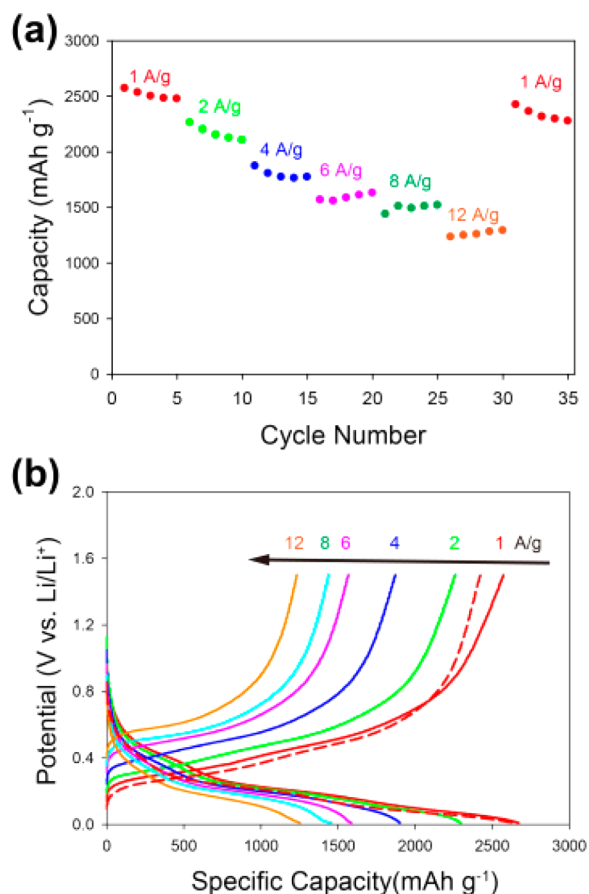 (a)
3000
2500
2000
1500
1000
500
0
Capacity (mAh g⁻¹)
1 A/g
2 A/g
4 A/g
6 A/g
8 A/g
12 A/g
1 A/g
0 5 10 15 20 25 30 35
Cycle Number
(b)
2.0
1.6
1.2
0.8
0.4
0.0
Potential (V vs. Li/Li⁺)
12 8 6 4 2 1 A/g
0 500 1000 1500 2000 2500 3000
Specific Capacity(mAh g⁻¹)